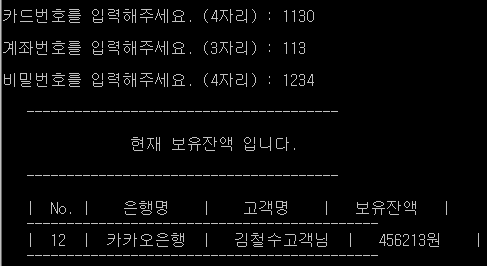 카드번호를 입력해주세요. (4자리) : 1130
계좌번호를 입력해주세요. (3자리) : 113
비밀번호를 입력해주세요. (4자리) : 1234
---------------------------------------
현재 보유잔액 입니다.
---------------------------------------
| No. | 은행명 | 고객명 | 보유잔액 |
--------------------------------------------
| 12 | 카카오은행 | 김철수고객님 | 456213원 |
--------------------------------------------